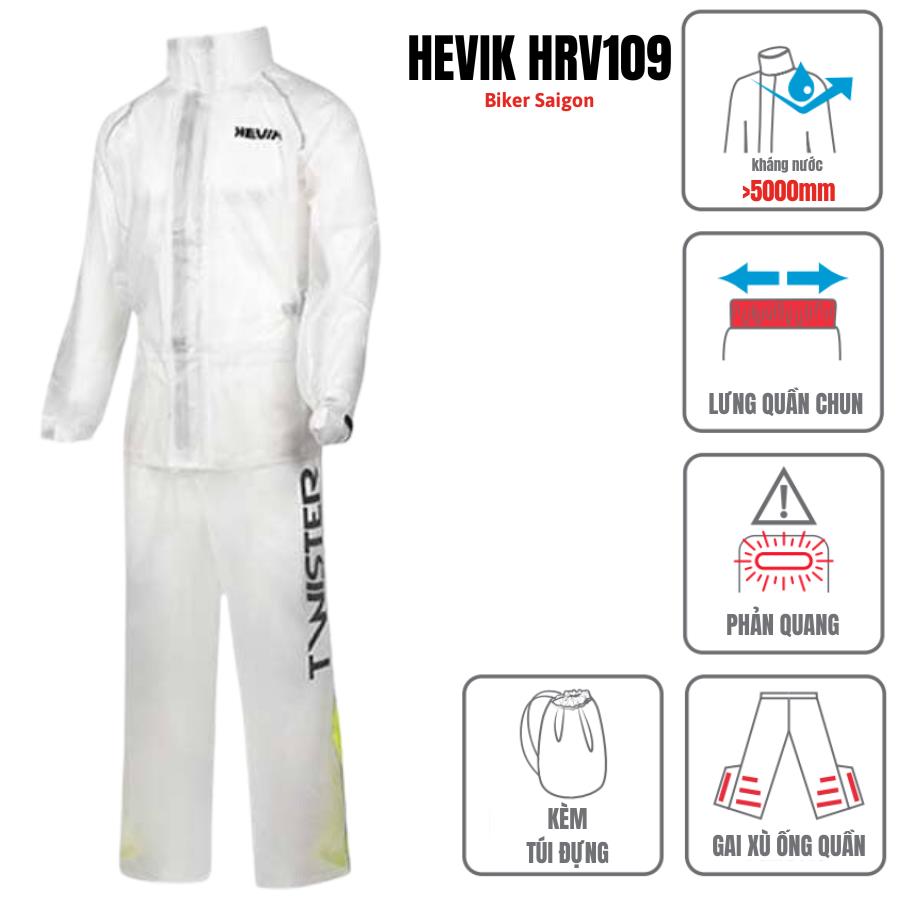 HEVIK HRV109
Biker Saigon
HEVIK
TWISTER
kháng nước
>5000mm
LƯNG QUẦN CHUN
PHẢN QUANG
KÈM
TÚI ĐỰNG
GAI XÙ ỐNG QUẦN